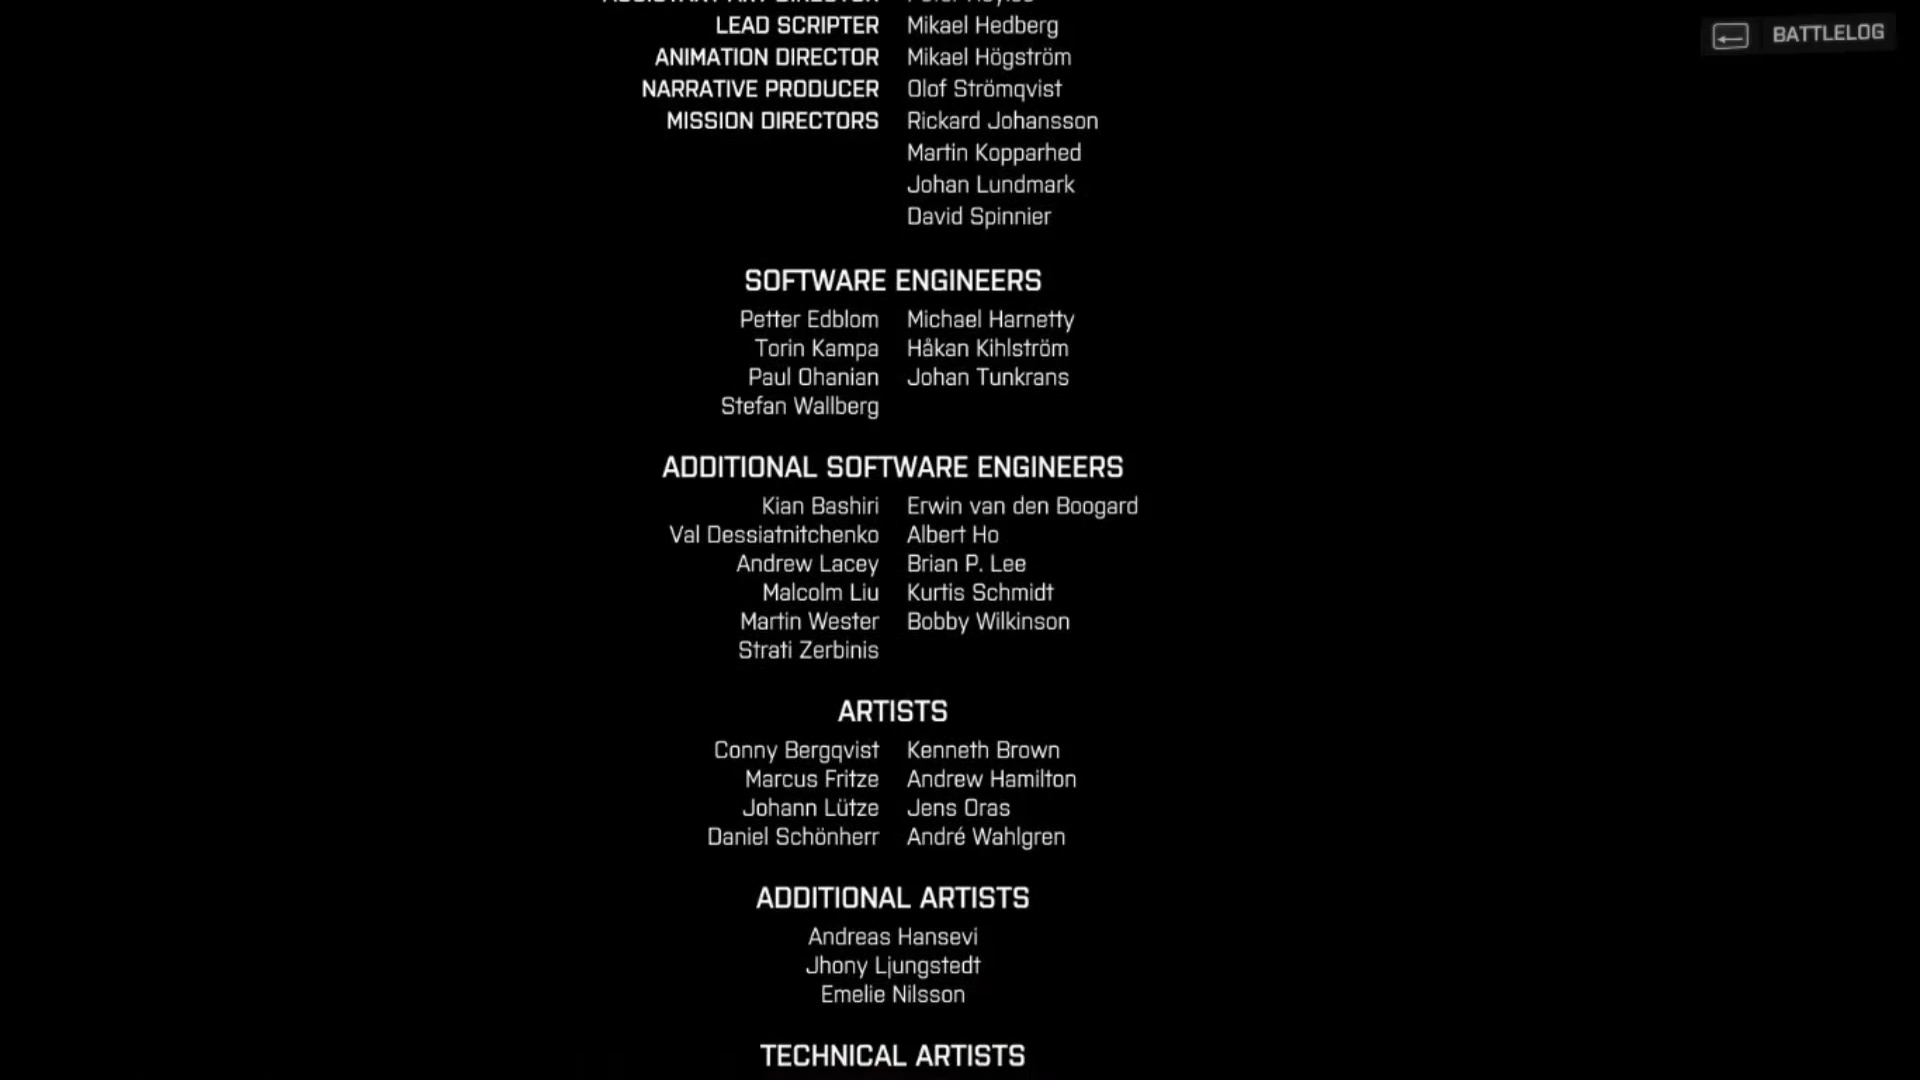 LEAD SCRIPTER Mikael Hedberg
BATTLELOG
ANIMATION DIRECTOR Mikael Högström
NARRATIVE PRODUCER Olof Strömqvist
MISSION DIRECTORS Rickard Johansson
Martin Kopparhed
Johan Lundmark
David Spinnier
SOFTWARE ENGINEERS
Petter Edblom Michael Harnetty
Torin Kampa Håkan Kihlström
Paul Ohanian Johan Tunkrans
Stefan Wallberg
ADDITIONAL SOFTWARE ENGINEERS
Kian Bashiri Erwin van den Boogard
Val Dessiatnitchenko Albert Ho
Andrew Lacey Brian P. Lee
Malcolm Liu Kurtis Schmidt
Martin Wester Bobby Wilkinson
Strati Zerbinis
ARTISTS
Conny Bergqvist Kenneth Brown
Marcus Fritze Andrew Hamilton
Johann Lütze Jens Oras
Daniel Schönherr André Wahlgren
ADDITIONAL ARTISTS
Andreas Hansevi
Jhony Ljungstedt
Emelie Nilsson
TECHNICAL ARTISTS